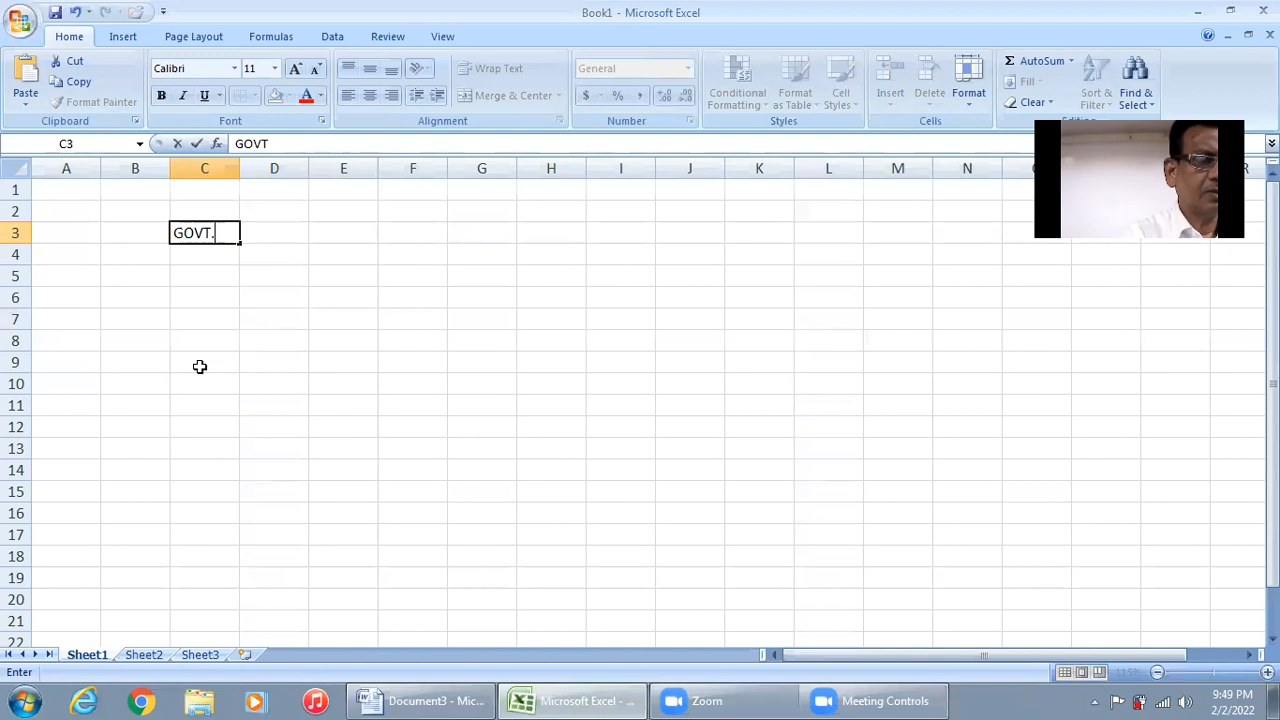 Book1 - Microsoft Excel
Home Insert Page Layout Formulas Data Review View
Paste Cut Copy Format Painter Clipboard
Calibri 11 A A B I U A Font
Wrap Text Merge & Center Alignment
General $ % , Number
Conditional Formatting Format as Table Cell Styles Styles
Insert Delete Format Cells
AutoSum Fill Clear Sort & Filter Find & Select
C3 fx GOVT
A B C D E F G H I J K L M N R
1
2
3 GOVT.
4
5
6
7
8
9
10
11
12
13
14
15
16
17
18
19
20
21
22
Sheet1 Sheet2 Sheet3
Enter
Document3 - Mic... Microsoft Excel - ... Zoom Meeting Controls
9:49 PM
2/2/2022